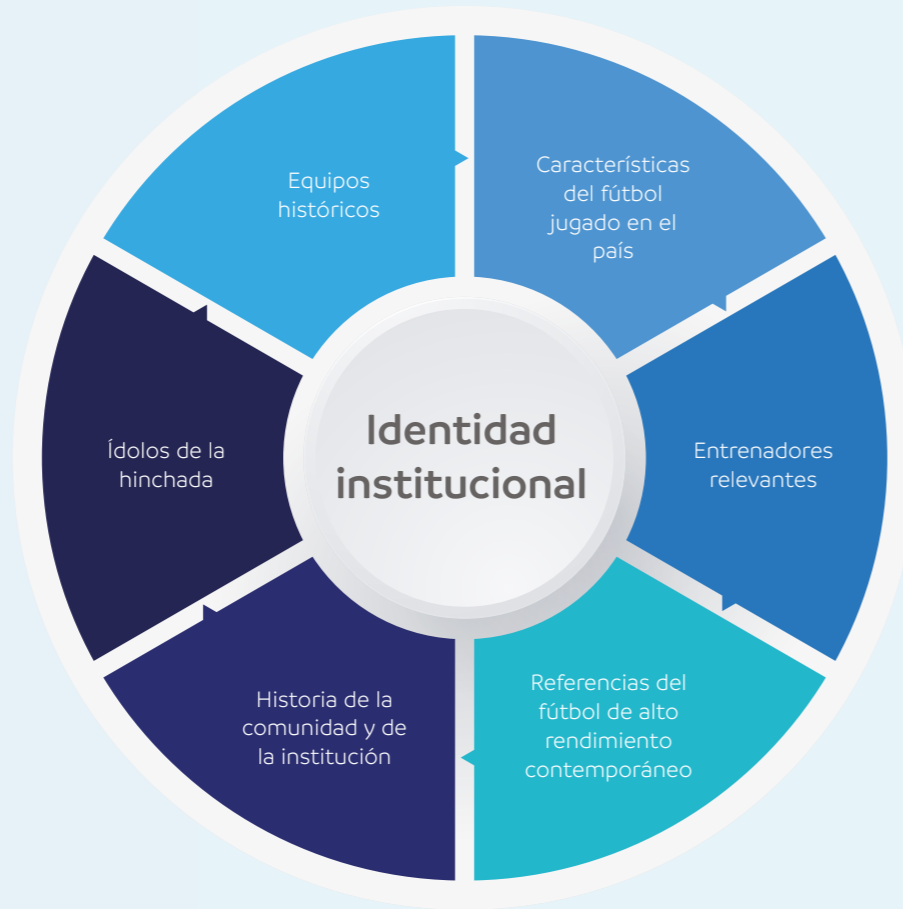 Equipos
históricos
Características
del fútbol
jugado en el
país
Entrenadores
relevantes
Referencias del
fútbol de alto
rendimiento
contemporáneo
Historia de la
comunidad y de
la institución
Ídolos de la
hinchada
Identidad
institucional